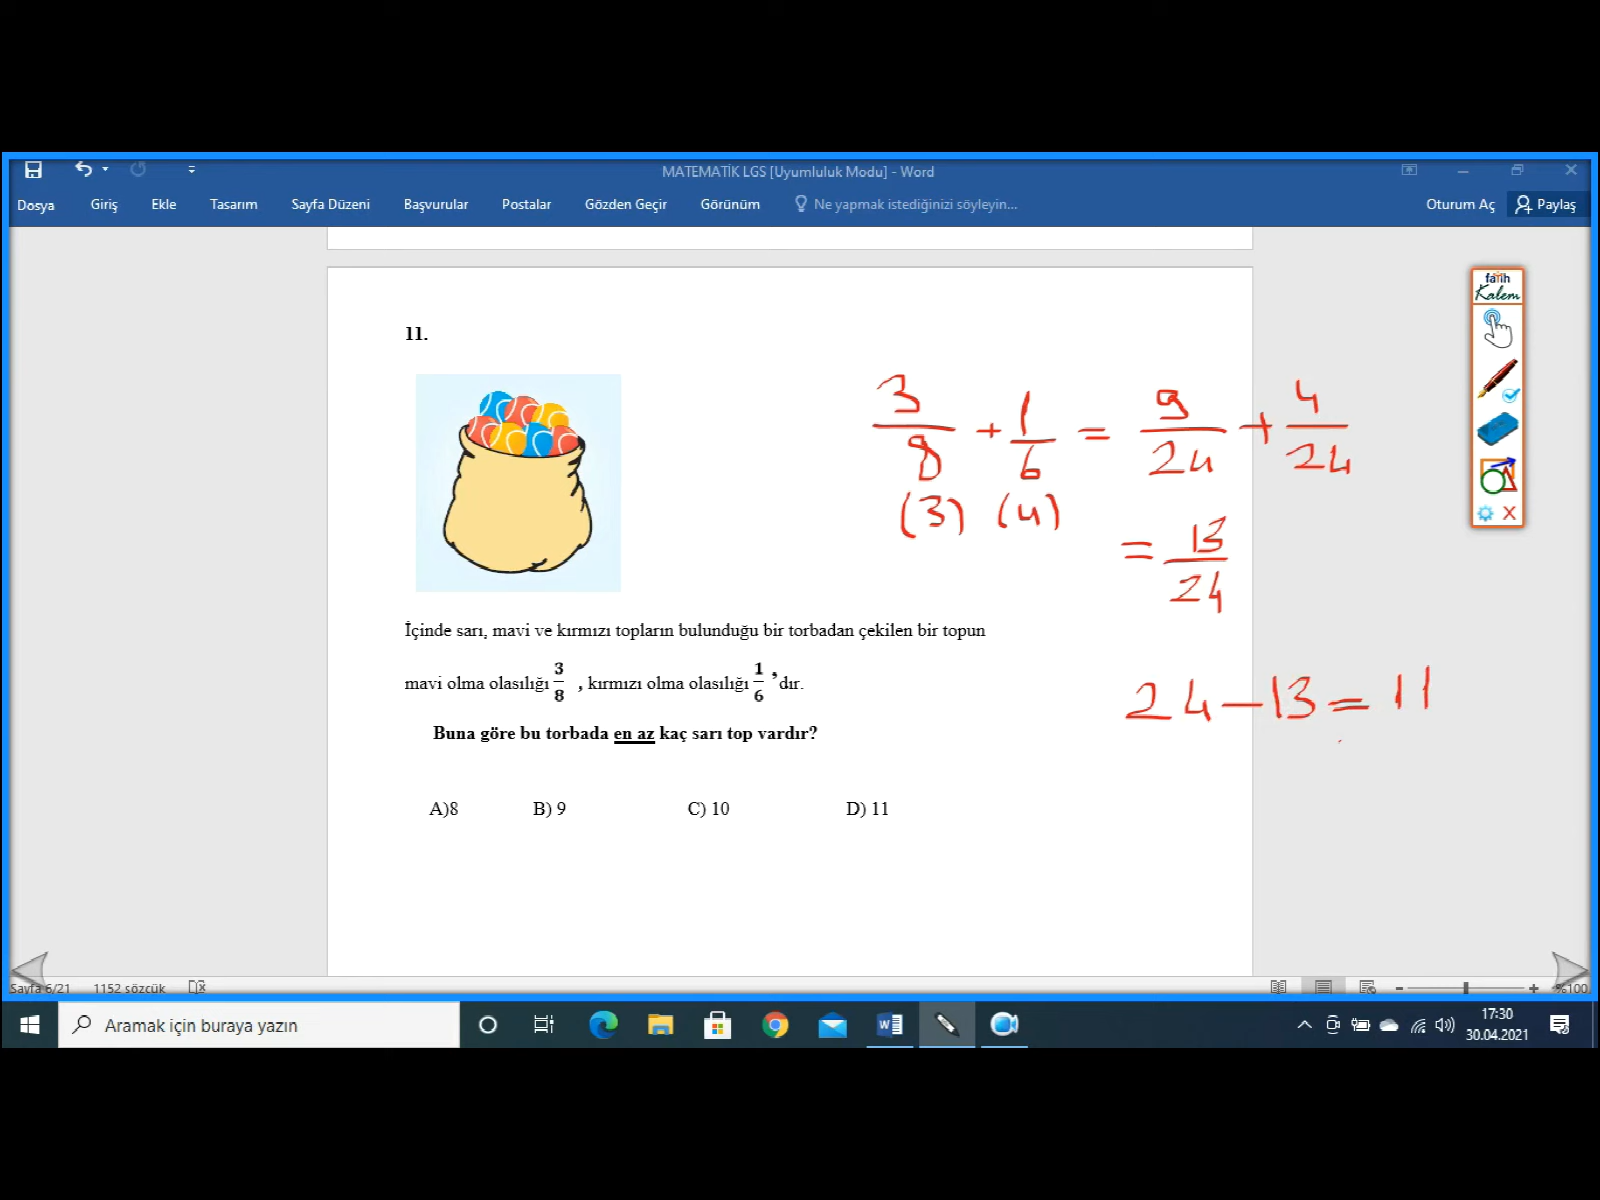 MATEMATİK LGS [Uyumluluk Modu] - Word
Dosya Giriş Ekle Tasarım Sayfa Düzeni Başvurular Postalar Gözden Geçir Görünüm Ne yapmak istediğinizi söyleyin... Oturum Aç Paylaş
fatih
Kalem
11.
3/8 + 1/6 = 9/24 + 4/24
(3) (4)
= 13/24
İçinde sarı, mavi ve kırmızı topların bulunduğu bir torbadan çekilen bir topun
mavi olma olasılığı 3/8 , kırmızı olma olasılığı 1/6 ’dır.
24 - 13 = 11
Buna göre bu torbada en az kaç sarı top vardır?
A)8 B) 9 C) 10 D) 11
Sayfa 6/21 1152 sözcük %100
Aramak için buraya yazın
17:30
30.04.2021